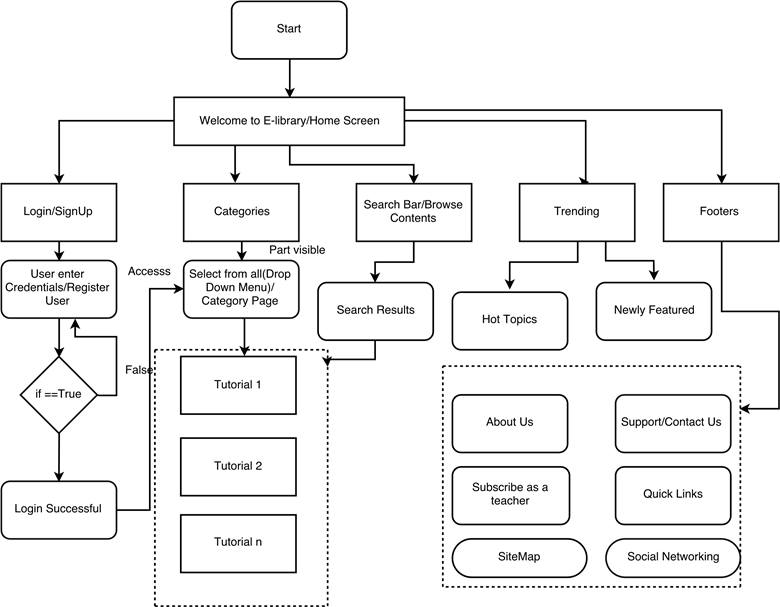 Start
Welcome to E-library/Home Screen
Login/SignUp
Categories
Search Bar/Browse
Contents
Trending
Footers
Part visible
Accesss
User enter
Credentials/Register
User
Select from all(Drop
Down Menu)/
Category Page
Search Results
Hot Topics
Newly Featured
False
if ==True
Tutorial 1
About Us
Support/Contact Us
Tutorial 2
Subscribe as a
teacher
Quick Links
Login Successful
Tutorial n
SiteMap
Social Networking